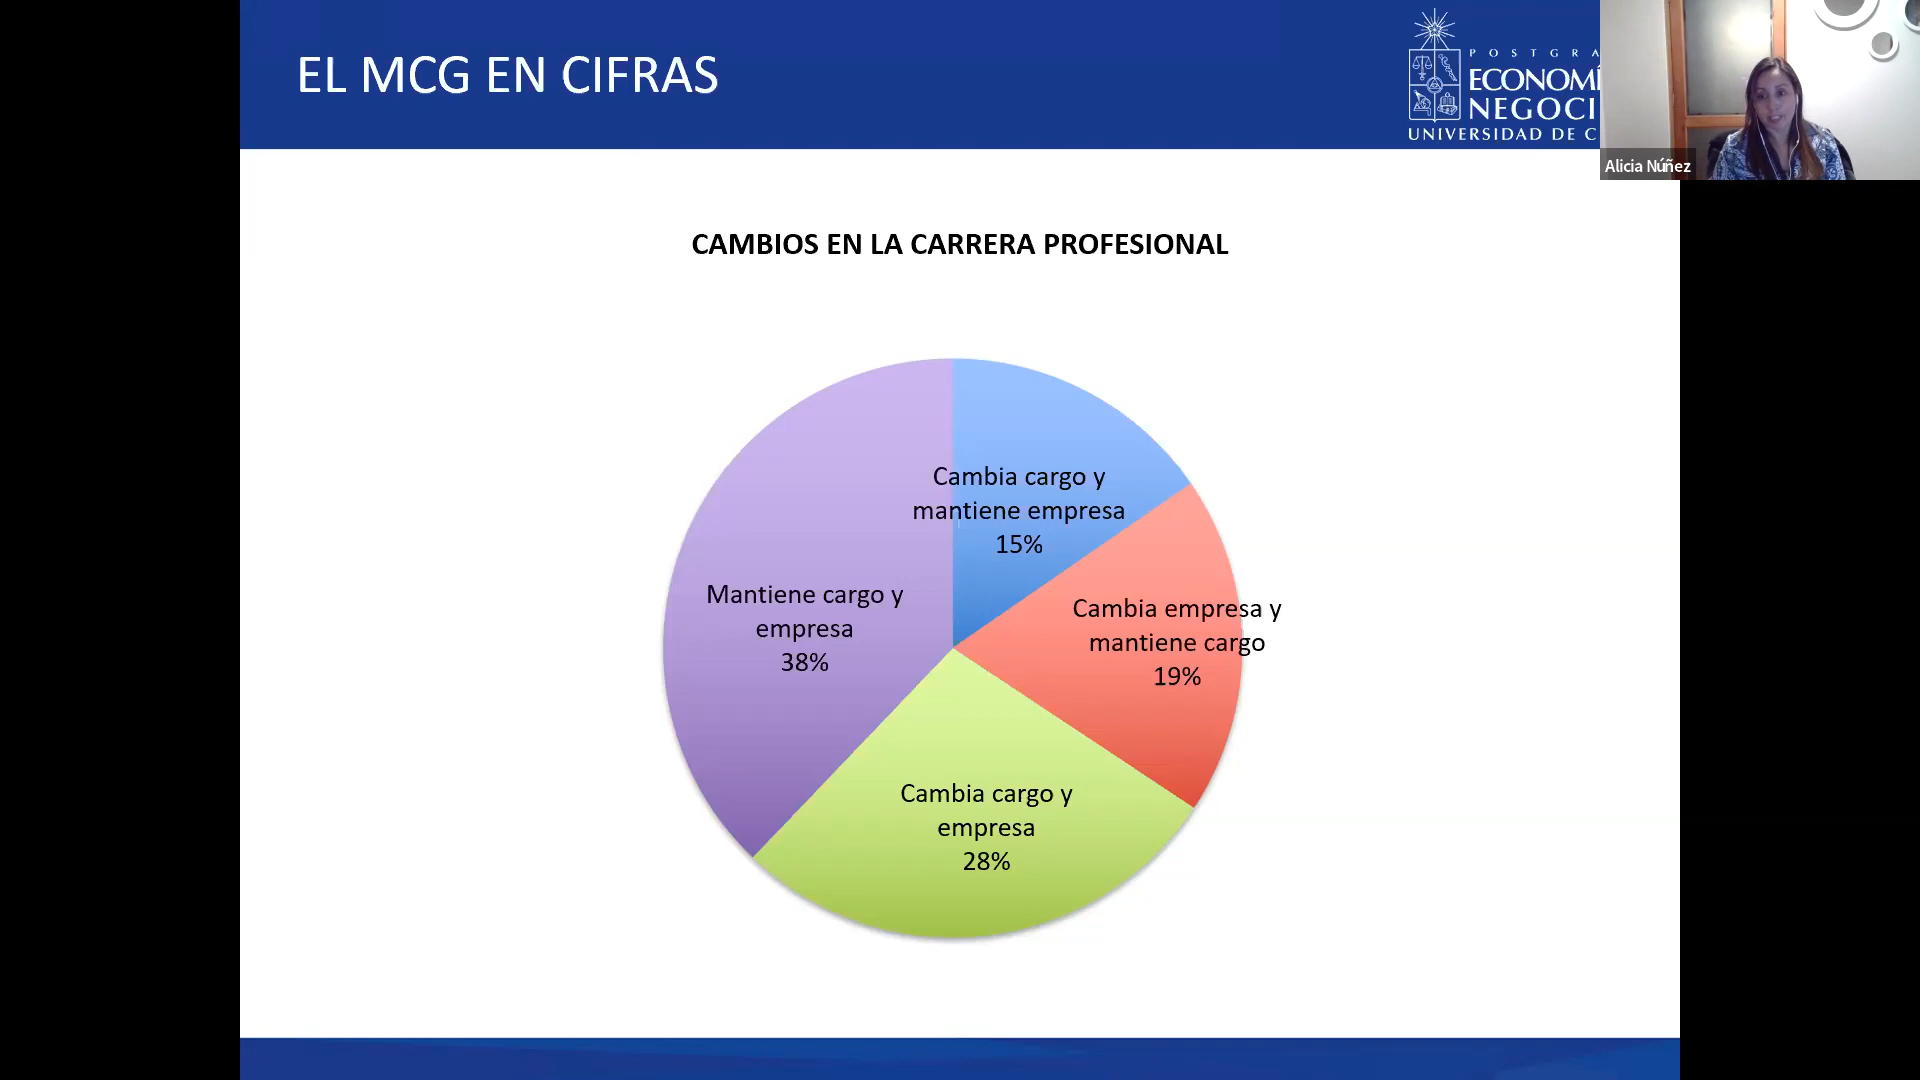 EL MCG EN CIFRAS
POSTGRA
ECONOMÍ
NEGOCI
UNIVERSIDAD DE C
Alicia Núñez
CAMBIOS EN LA CARRERA PROFESIONAL
Cambia cargo y
mantiene empresa
15%
Cambia empresa y
mantiene cargo
19%
Mantiene cargo y
empresa
38%
Cambia cargo y
empresa
28%